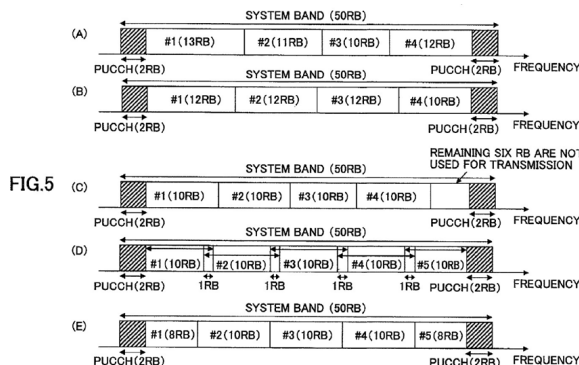 SYSTEM BAND (50RB)
(A) #1(13RB) #2(11RB) #3(10RB) #4(12RB)
PUCCH(2RB) PUCCH(2RB) FREQUENCY
SYSTEM BAND (50RB)
(B) #1(12RB) #2(12RB) #3(12RB) #4(10RB)
PUCCH(2RB) PUCCH(2RB) FREQUENCY
REMAINING SIX RB ARE NOT
USED FOR TRANSMISSION
SYSTEM BAND (50RB)
FIG.5
(C) #1(10RB) #2(10RB) #3(10RB) #4(10RB)
PUCCH(2RB) PUCCH(2RB) FREQUENCY
SYSTEM BAND (50RB)
(D) #1(10RB) #2(10RB) #3(10RB) #4(10RB) #5(10RB)
PUCCH(2RB) 1RB 1RB 1RB 1RB PUCCH(2RB) FREQUENCY
SYSTEM BAND (50RB)
(E) #1(8RB) #2(10RB) #3(10RB) #4(10RB) #5(8RB)
PUCCH(2RB) PUCCH(2RB) FREQUENCY